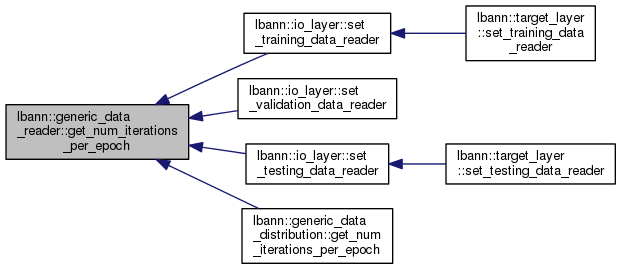 lbann::generic_data
_reader::get_num_iterations
_per_epoch
lbann::io_layer::set
_training_data_reader
lbann::target_layer
::set_training_data
_reader
lbann::io_layer::set
_validation_data_reader
lbann::io_layer::set
_testing_data_reader
lbann::target_layer
::set_testing_data_reader
lbann::generic_data
_distribution::get_num
_iterations_per_epoch